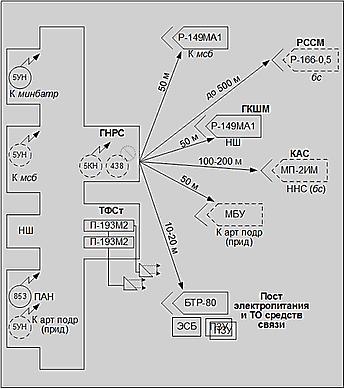 Р-149МА1
К мсб
РССМ
Р-166-0,5
бс
5УН
К минбатр
50 м
до 500 м
ГКШМ
Р-149МА1
НШ
50 м
ГНРС
5КН
438
5УН
К мсб
100-200 м
КАС
МП-2ИМ
ННС (бс)
50 м
МБУ
К арт подр
(прид)
ТФСт
П-193М2
П-193М2
НШ
10-20 м
853
ПАН
5УН
К арт подр
(прид)
БТР-80
ЭСБ
ПЗУ
ПЗУ
Пост
электропитания
и ТО средств
связи